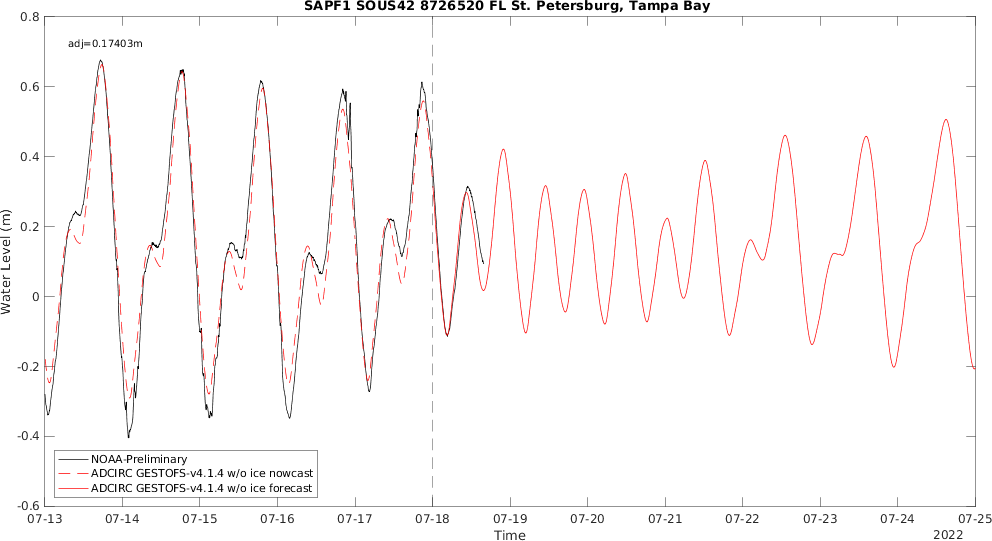 SAPF1 SOUS42 8726520 FL St. Petersburg, Tampa Bay
adj=0.17403m
0.8
0.6
0.4
0.2
0
-0.2
-0.4
-0.6
Water Level (m)
NOAA-Preliminary
ADCIRC GESTOFS-v4.1.4 w/o ice nowcast
ADCIRC GESTOFS-v4.1.4 w/o ice forecast
07-13 07-14 07-15 07-16 07-17 07-18 07-19 07-20 07-21 07-22 07-23 07-24 07-25
Time
2022